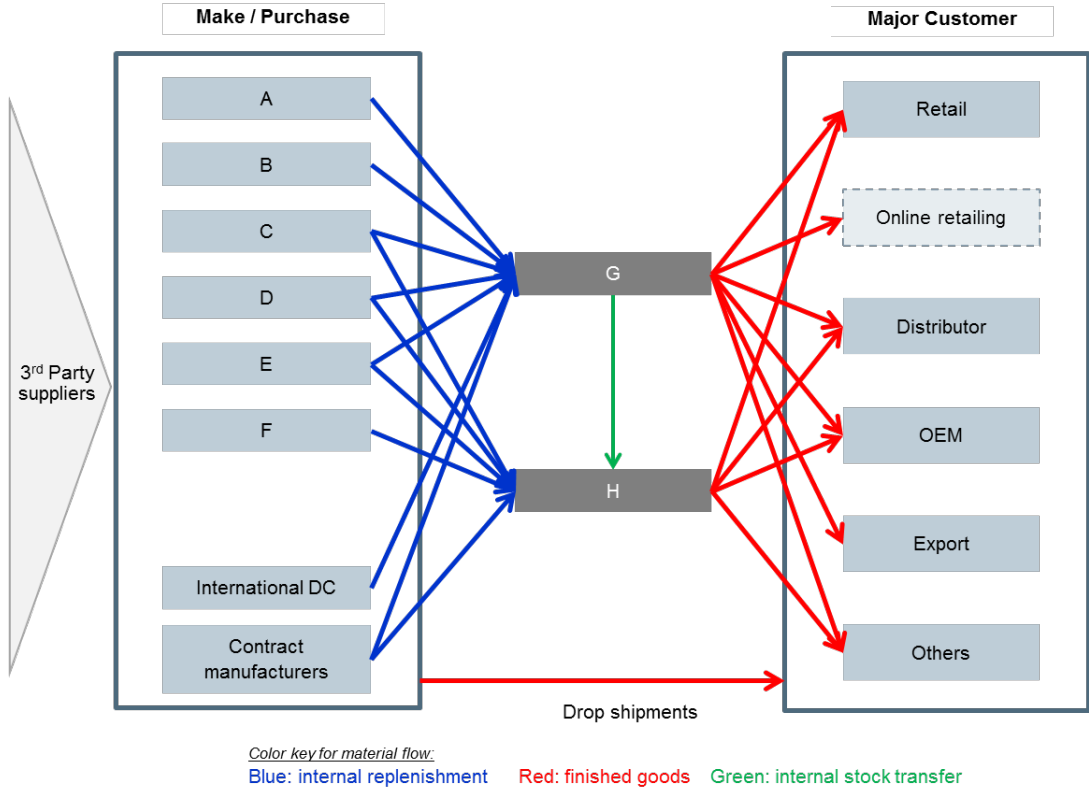 Make / Purchase
Major Customer
A
B
C
D
E
F
International DC
Contract
manufacturers
3rd Party
suppliers
G
H
Retail
Online retailing
Distributor
OEM
Export
Others
Drop shipments
Color key for material flow:
Blue: internal replenishment Red: finished goods Green: internal stock transfer